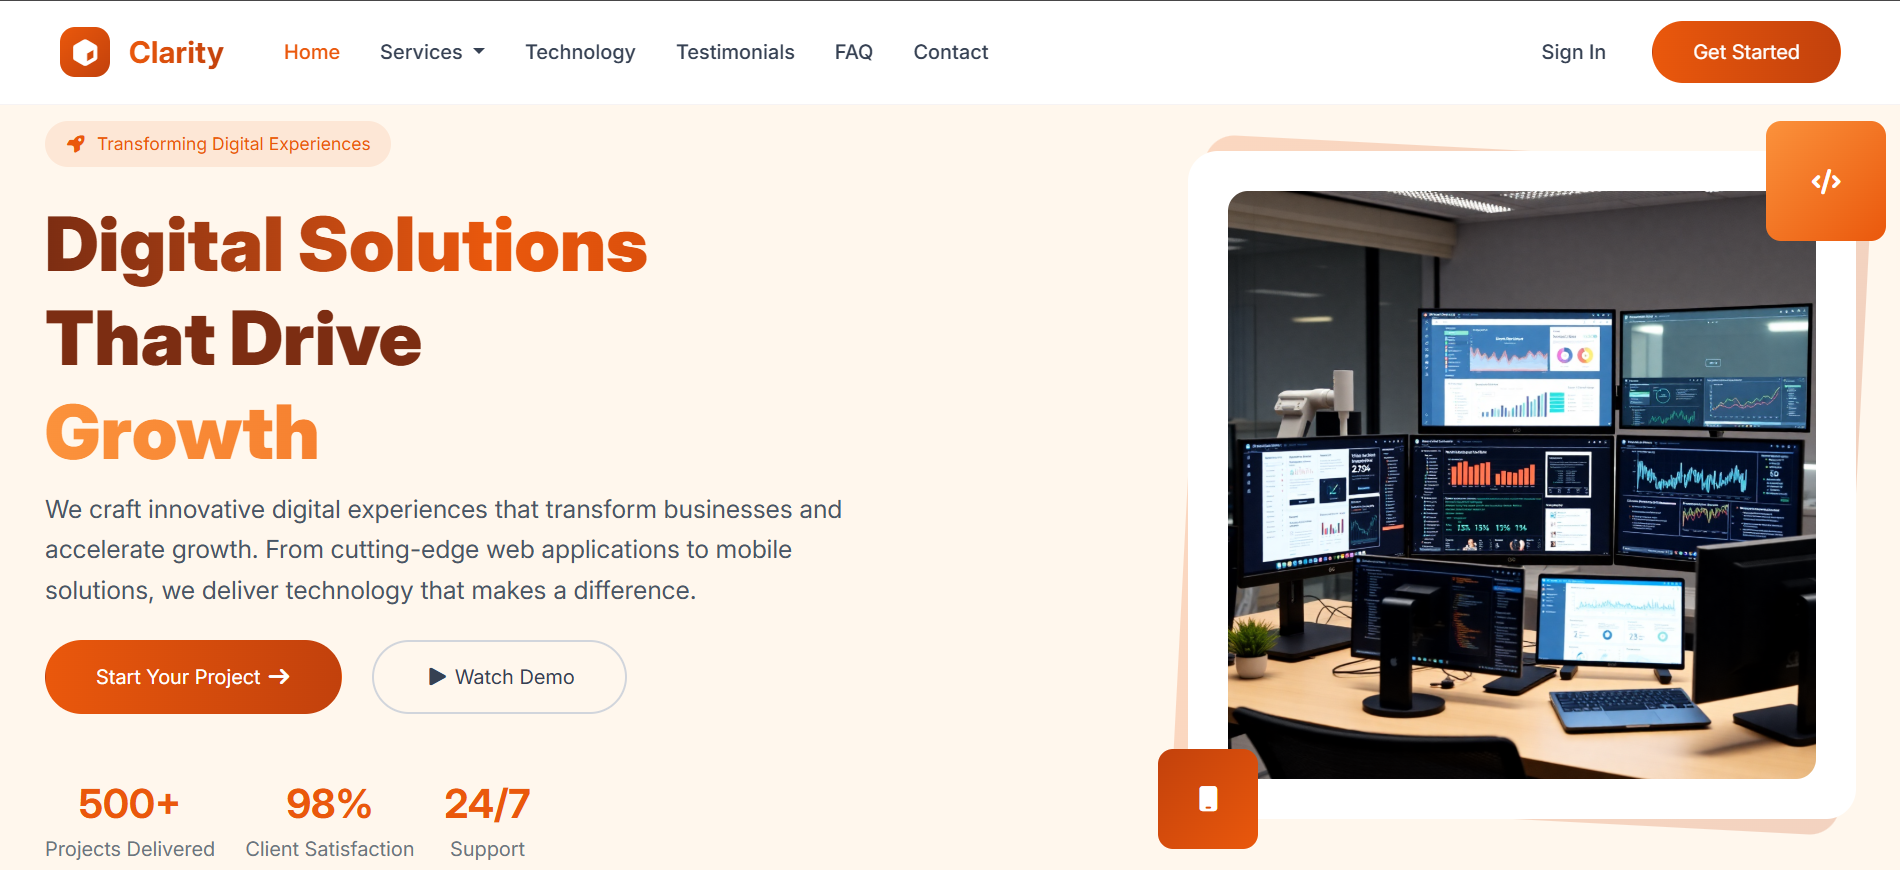 Clarity
Home Services Technology Testimonials FAQ Contact Sign In Get Started
Transforming Digital Experiences
Digital Solutions
That Drive
Growth
We craft innovative digital experiences that transform businesses and
accelerate growth. From cutting-edge web applications to mobile
solutions, we deliver technology that makes a difference.
Start Your Project Watch Demo
500+ 98% 24/7
Projects Delivered Client Satisfaction Support